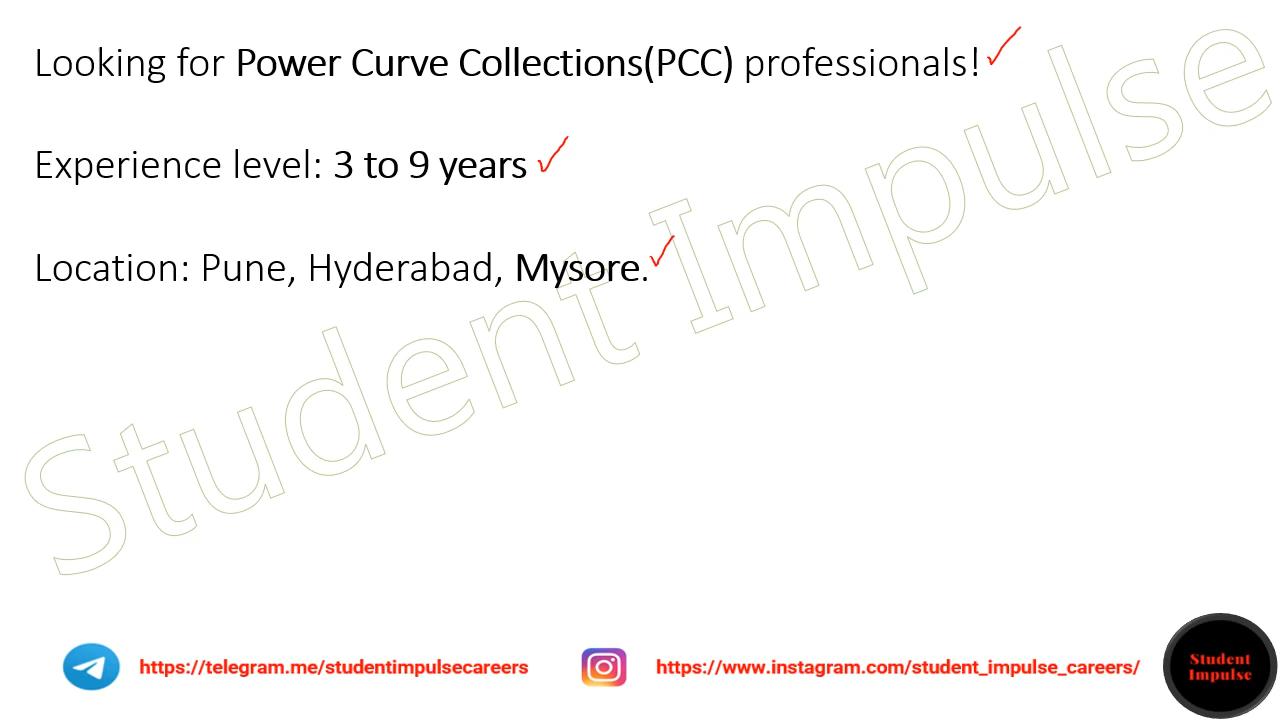 Looking for Power Curve Collections(PCC) professionals!
Experience level: 3 to 9 years
Location: Pune, Hyderabad, Mysore.
Student Impulse
https://telegram.me/studentimpulsecareers
https://www.instagram.com/student_impulse_careers/
Student
Impulse